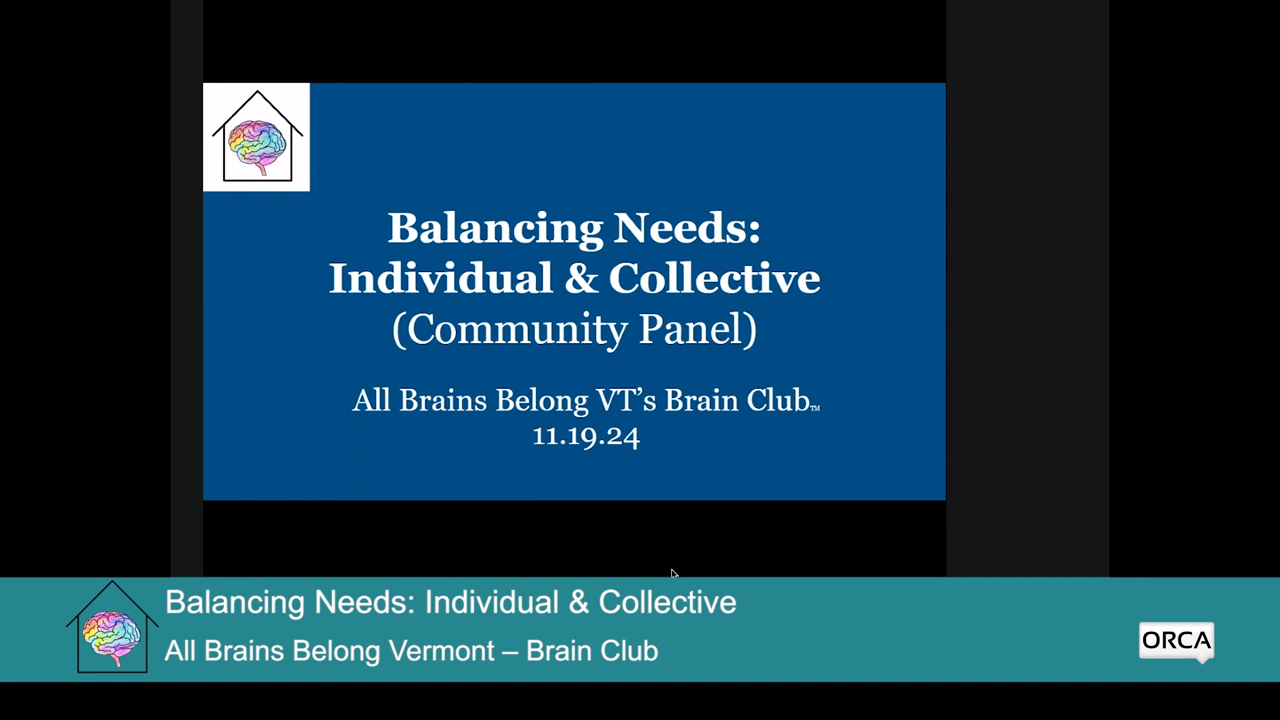 Balancing Needs:
Individual & Collective
(Community Panel)
All Brains Belong VT’s Brain Club™
11.19.24
Balancing Needs: Individual & Collective
All Brains Belong Vermont – Brain Club
ORCA